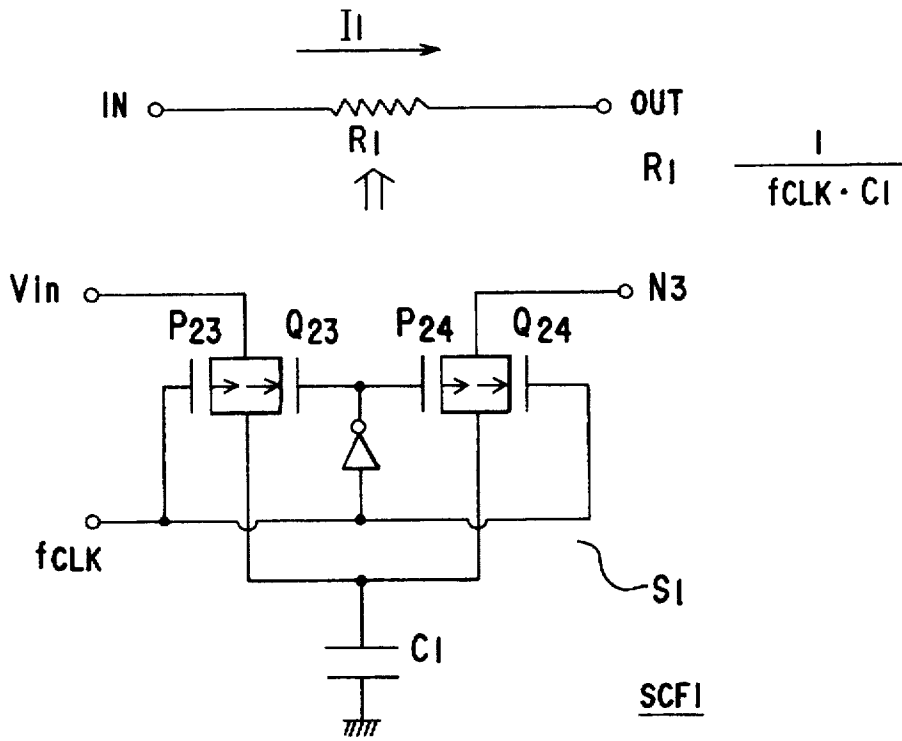 I1
IN
OUT
R1
R1 1
fCLK · C1
Vin
N3
P23 Q23 P24 Q24
fCLK
S1
C1
SCF1